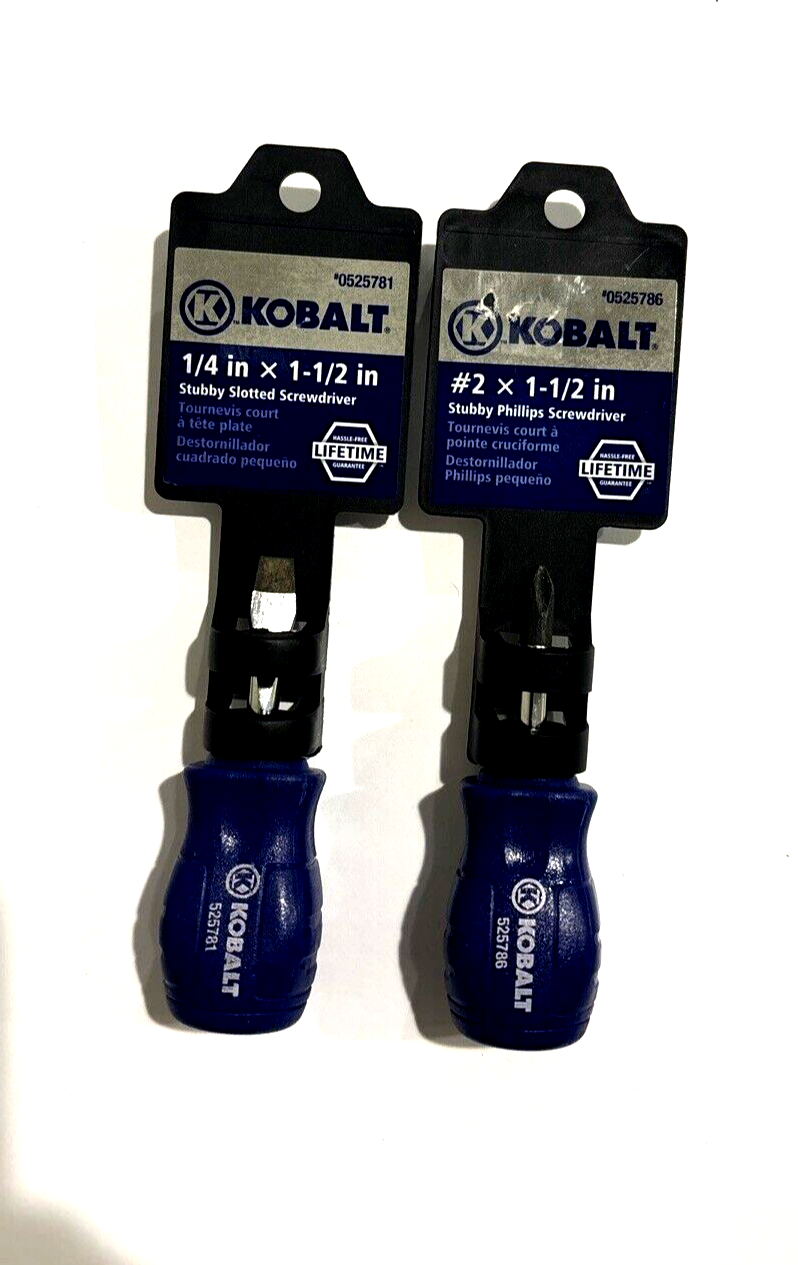 #0525781
K KOBALT.
1/4 in × 1-1/2 in
Stubby Slotted Screwdriver
Tournevis court
à tête plate
Destornillador
cuadrado pequeño
HASSLE-FREE
LIFETIME
GUARANTEE
K KOBALT
525781
#0525786
K KOBALT.
#2 × 1-1/2 in
Stubby Phillips Screwdriver
Tournevis court à
pointe cruciforme
Destornillador
Phillips pequeño
HASSLE-FREE
LIFETIME
GUARANTEE
K KOBALT
525786